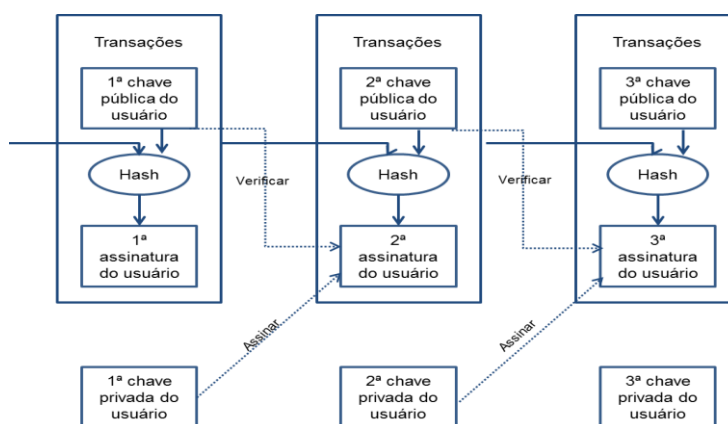 Transações
1ª chave
pública do
usuário
Hash
1ª
assinatura
do usuário
Verificar
Transações
2ª chave
pública do
usuário
Hash
2ª
assinatura
do usuário
Verificar
Transações
3ª chave
pública do
usuário
Hash
3ª
assinatura
do usuário
Assinar
Assinar
1ª chave
privada do
usuário
2ª chave
privada do
usuário
3ª chave
privada do
usuário